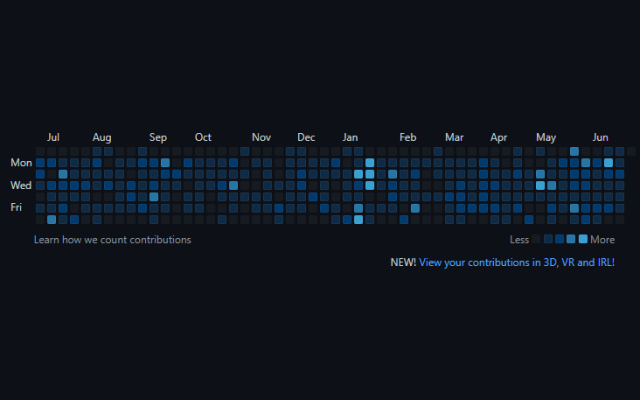 Jul Aug Sep Oct Nov Dec Jan Feb Mar Apr May Jun
Mon
Wed
Fri
Learn how we count contributions
Less More
NEW! View your contributions in 3D, VR and IRL!